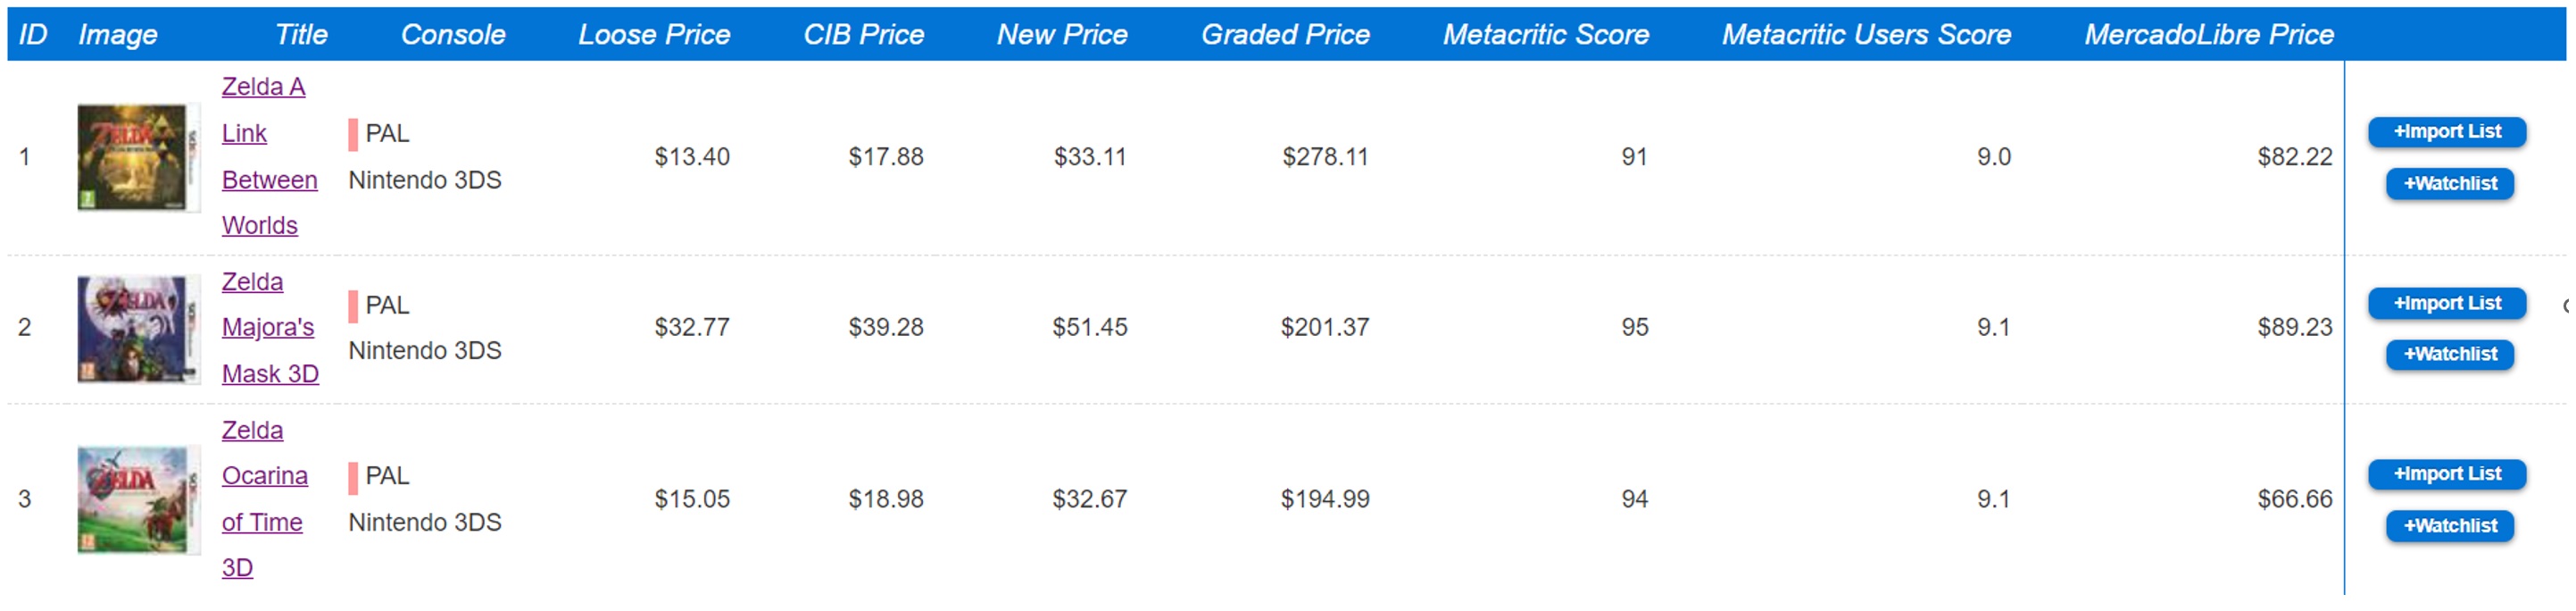 ID Image Title Console Loose Price CIB Price New Price Graded Price Metacritic Score Metacritic Users Score MercadoLibre Price
Zelda A
Link
Between
Worlds
1
ZELDA
PAL
Nintendo 3DS
$13.40 $17.88 $33.11 $278.11 91 9.0 $82.22
+Import List
+Watchlist
Zelda
Majora's
Mask 3D
2
ZELDA
PAL
Nintendo 3DS
$32.77 $39.28 $51.45 $201.37 95 9.1 $89.23
+Import List
+Watchlist
Zelda
Ocarina
of Time
3D
3
ZELDA
PAL
Nintendo 3DS
$15.05 $18.98 $32.67 $194.99 94 9.1 $66.66
+Import List
+Watchlist